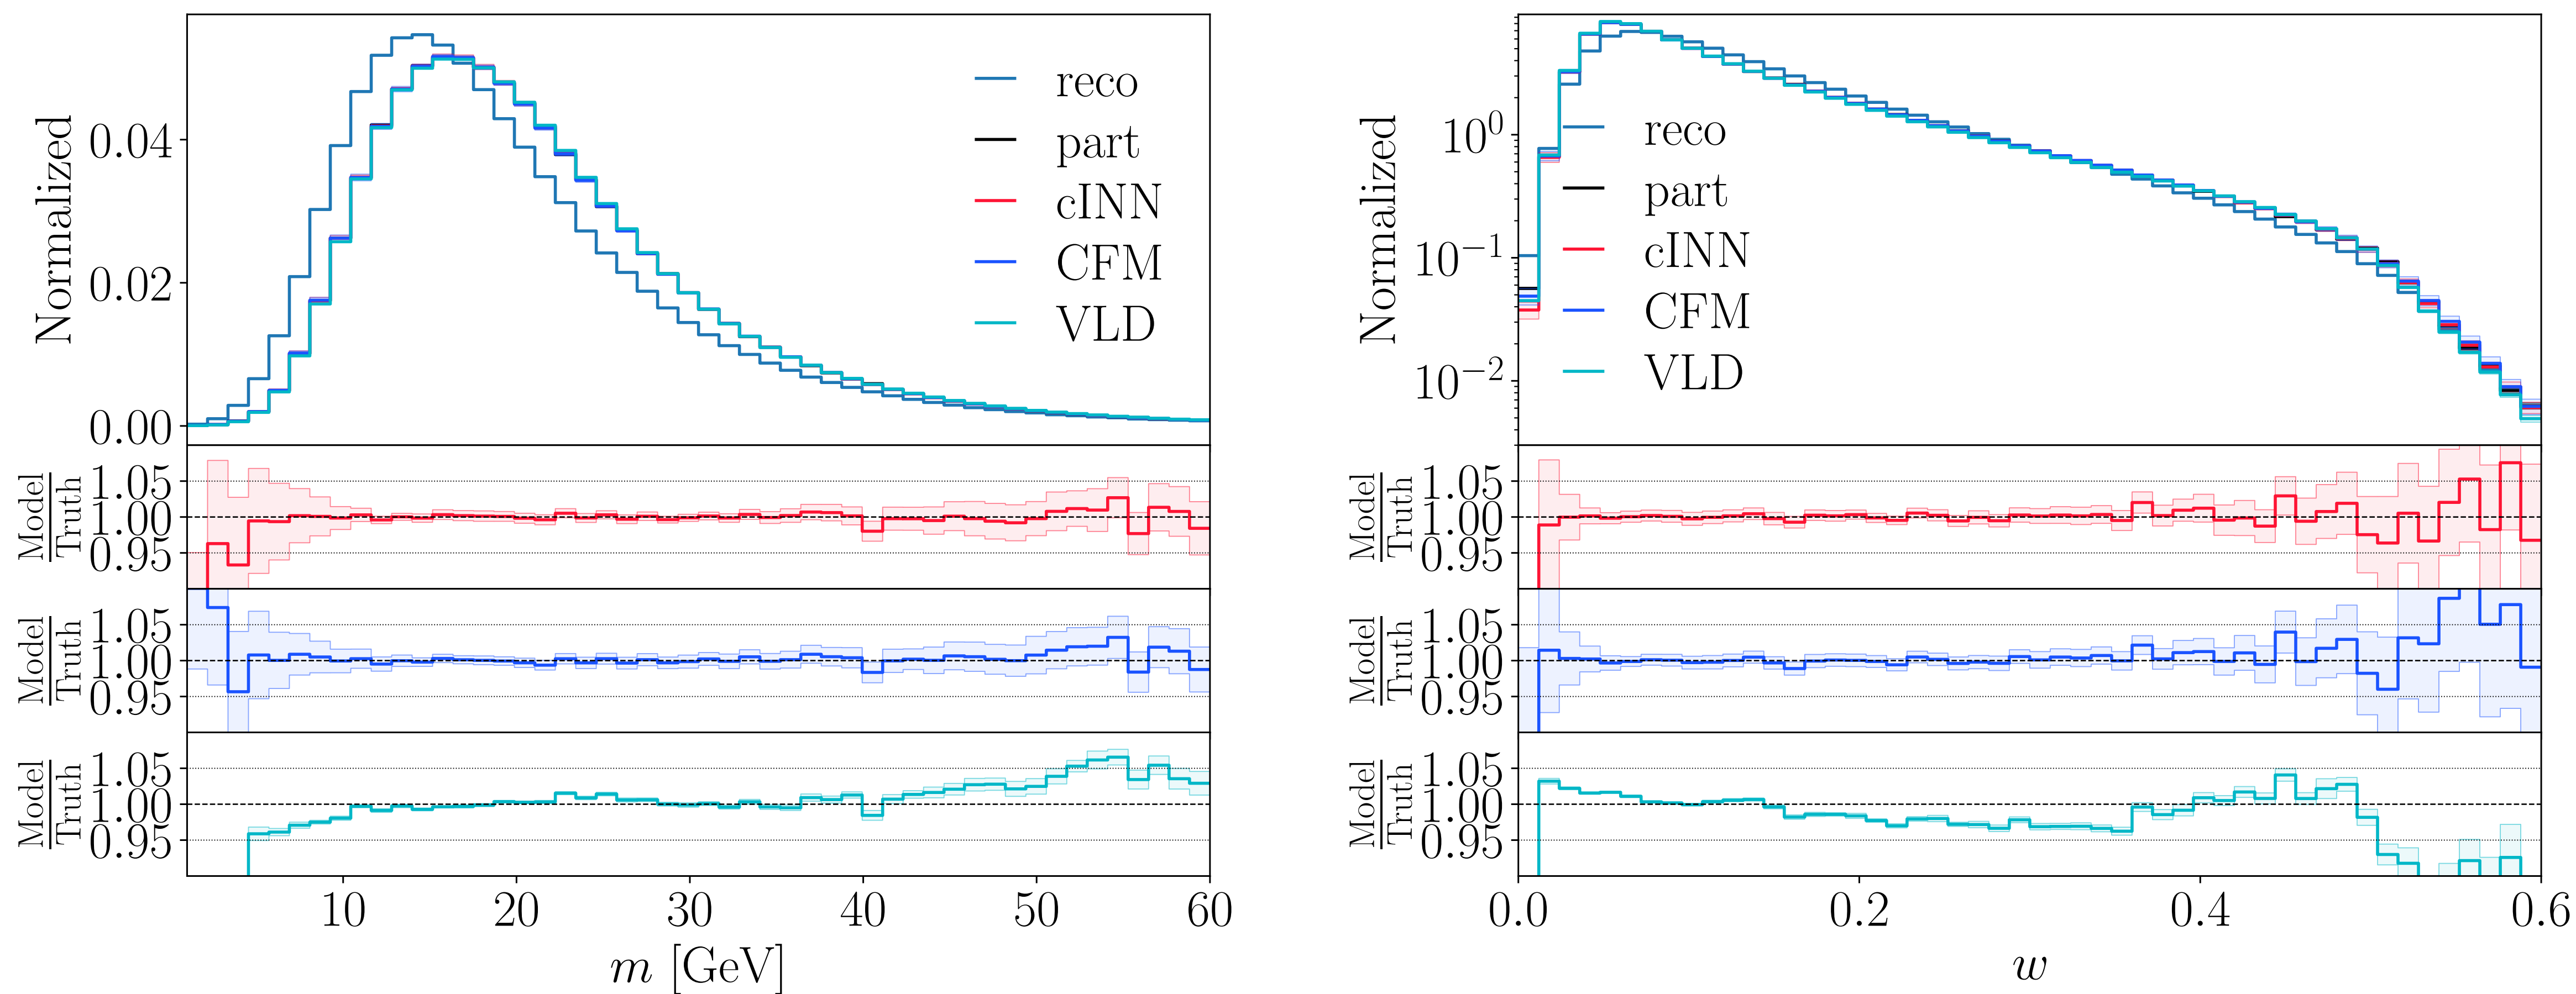 Normalized
0.04
0.02
0.00
reco
part
cINN
CFM
VLD
Model
Truth
1.05
1.00
0.95
Model
Truth
1.05
1.00
0.95
Model
Truth
1.05
1.00
0.95
10 20 30 40 50 60
m [GeV]
Normalized
10⁰
10⁻¹
10⁻²
reco
part
cINN
CFM
VLD
Model
Truth
1.05
1.00
0.95
Model
Truth
1.05
1.00
0.95
Model
Truth
1.05
1.00
0.95
0.0 0.2 0.4 0.6
w